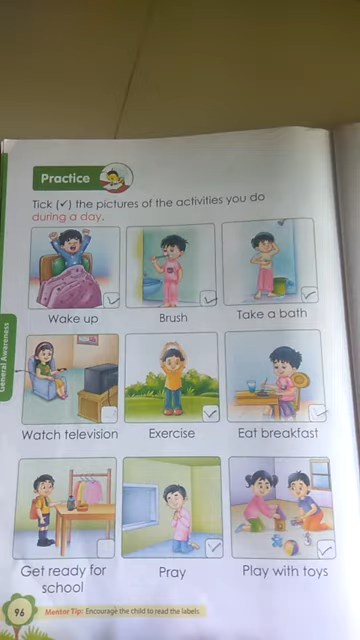 Practice
Tick (✓) the pictures of the activities you do
during a day.
Wake up
Brush
Take a bath
Watch television
Exercise
Eat breakfast
Get ready for
school
Pray
Play with toys
General Awareness
96
Mentor Tip: Encourage the child to read the labels.